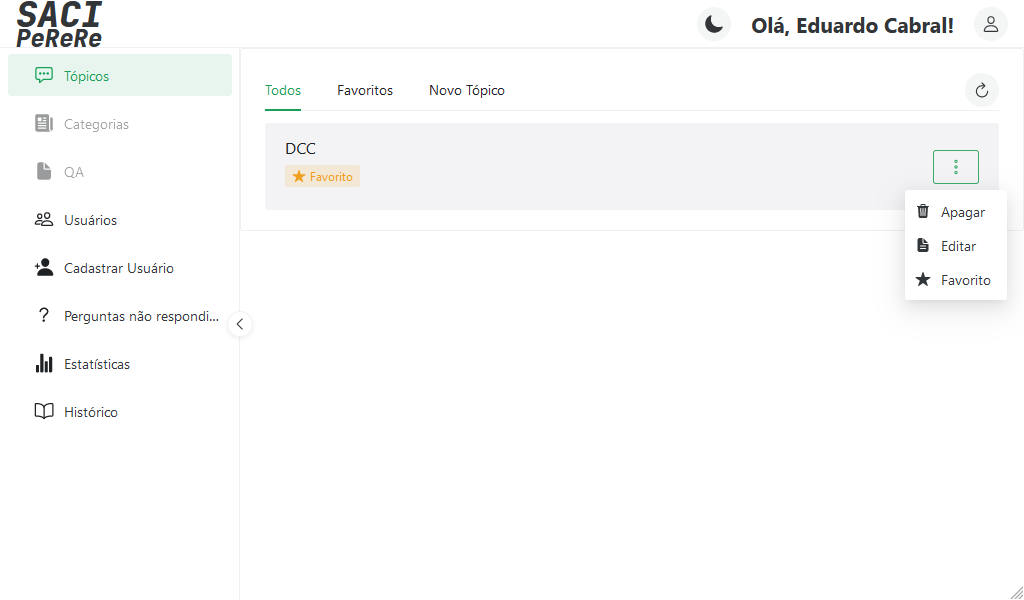 SACI
PeReRe
Olá, Eduardo Cabral!
Tópicos
Categorias
QA
Usuários
Cadastrar Usuário
Perguntas não respondi...
Estatísticas
Histórico
Todos
Favoritos
Novo Tópico
DCC
Favorito
Apagar
Editar
Favorito